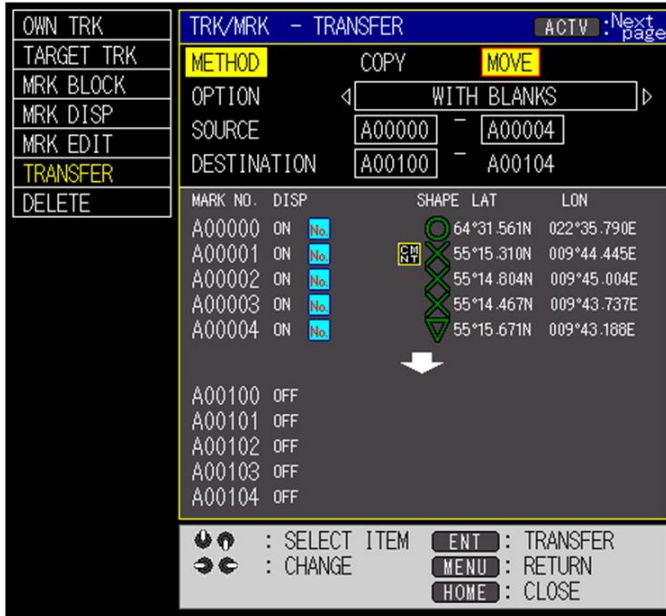 OWN TRK
TARGET TRK
MRK BLOCK
MRK DISP
MRK EDIT
TRANSFER
DELETE
TRK/MRK - TRANSFER ACTV :Next page
METHOD COPY MOVE
OPTION WITH BLANKS
SOURCE A00000 - A00004
DESTINATION A00100 - A00104
MARK NO. DISP SHAPE LAT LON
A00000 ON No. 64°31.561N 022°35.790E
A00001 ON No. CMNT 55°15.310N 009°44.445E
A00002 ON No. 55°14.804N 009°45.004E
A00003 ON No. 55°14.467N 009°43.737E
A00004 ON No. 55°15.671N 009°43.188E
A00100 OFF
A00101 OFF
A00102 OFF
A00103 OFF
A00104 OFF
: SELECT ITEM ENT : TRANSFER
: CHANGE MENU : RETURN
HOME : CLOSE